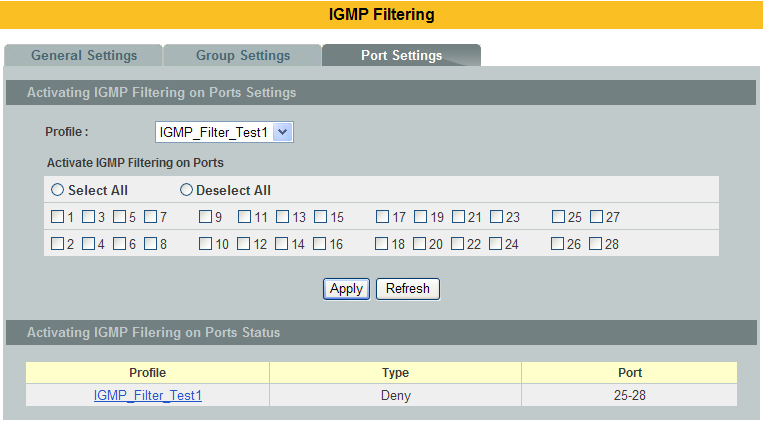 IGMP Filtering
General Settings Group Settings Port Settings
Activating IGMP Filtering on Ports Settings
Profile : IGMP_Filter_Test1
Activate IGMP Filtering on Ports
Select All Deselect All
1 3 5 7 9 11 13 15 17 19 21 23 25 27
2 4 6 8 10 12 14 16 18 20 22 24 26 28
Apply Refresh
Activating IGMP Filering on Ports Status
Profile Type Port
IGMP_Filter_Test1 Deny 25-28